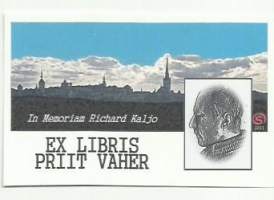 In Memoriam Richard Kaljo
EX LIBRIS
PRIIT VAHER